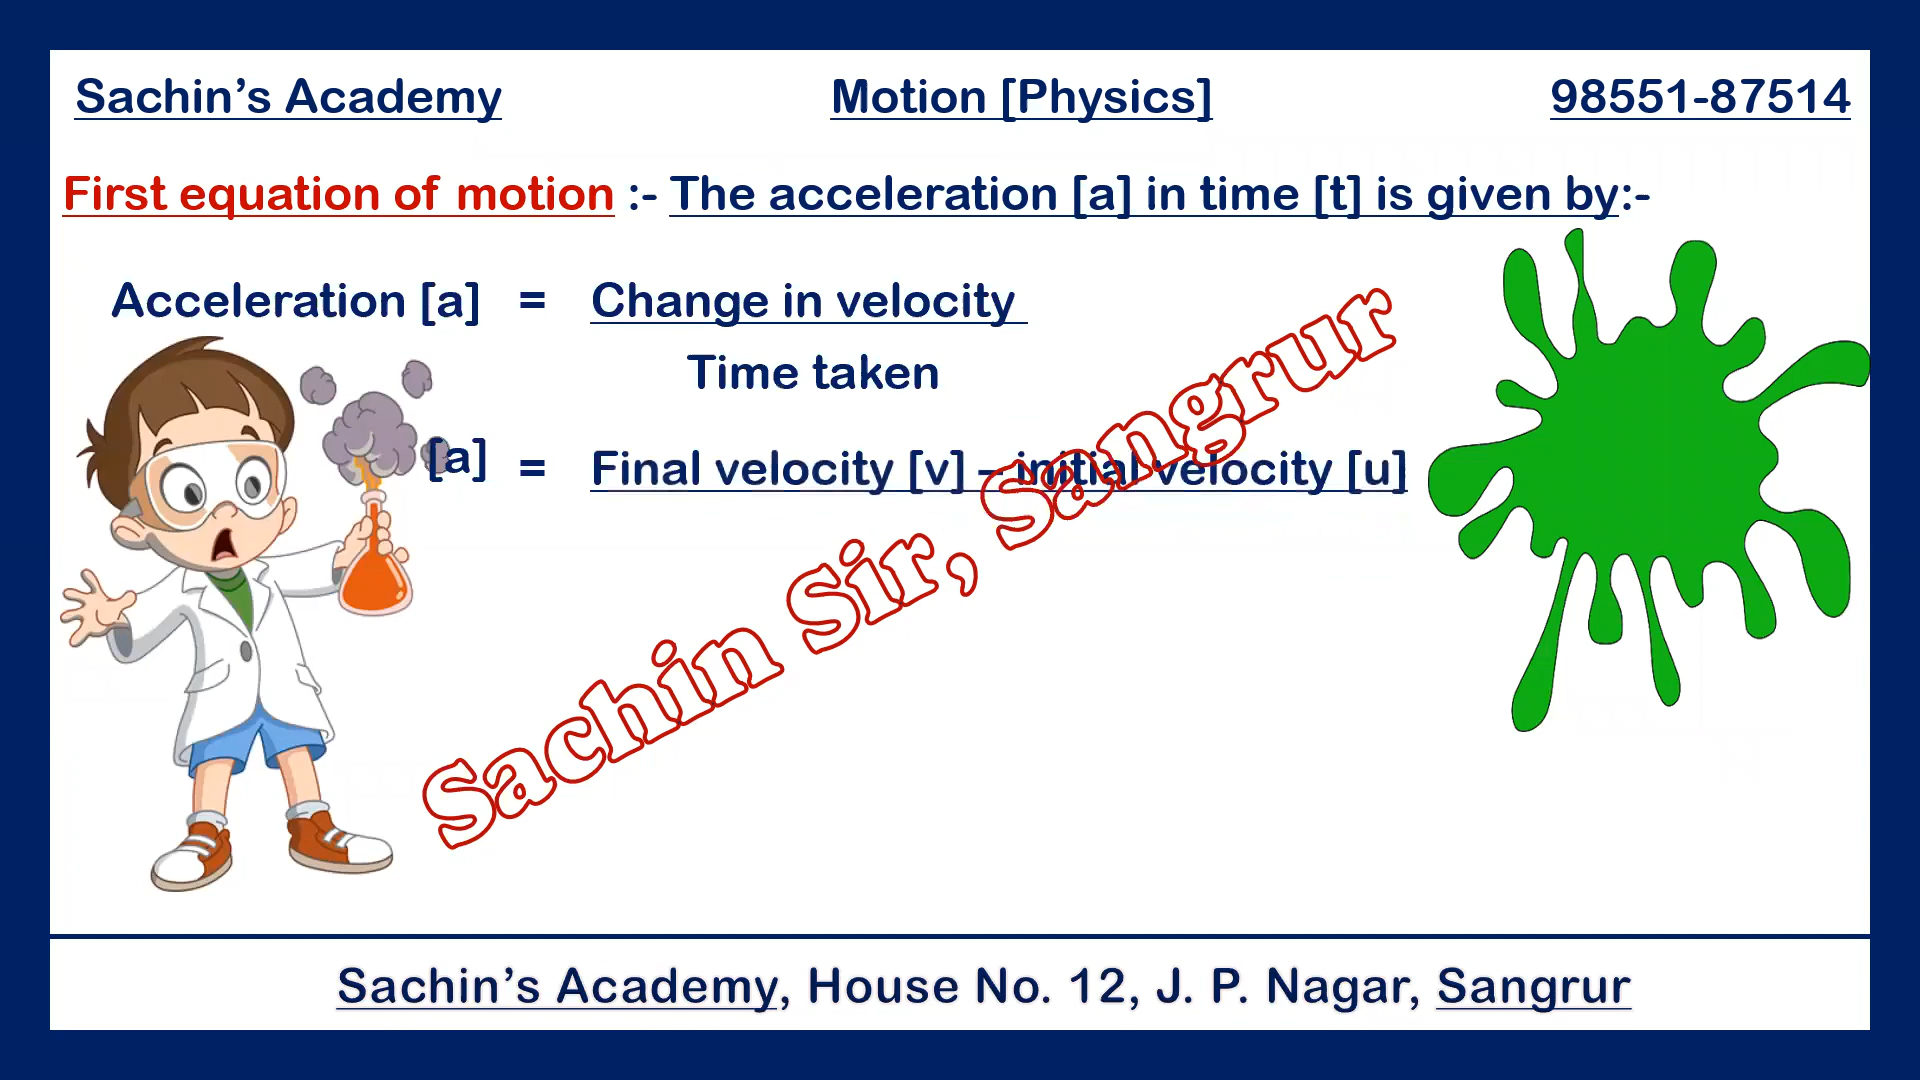 Sachin’s Academy Motion [Physics] 98551-87514
First equation of motion :- The acceleration [a] in time [t] is given by:-
Acceleration [a] = Change in velocity
Time taken
[a] = Final velocity [v] – initial velocity [u]
Sachin Sir, Sangrur
Sachin’s Academy, House No. 12, J. P. Nagar, Sangrur